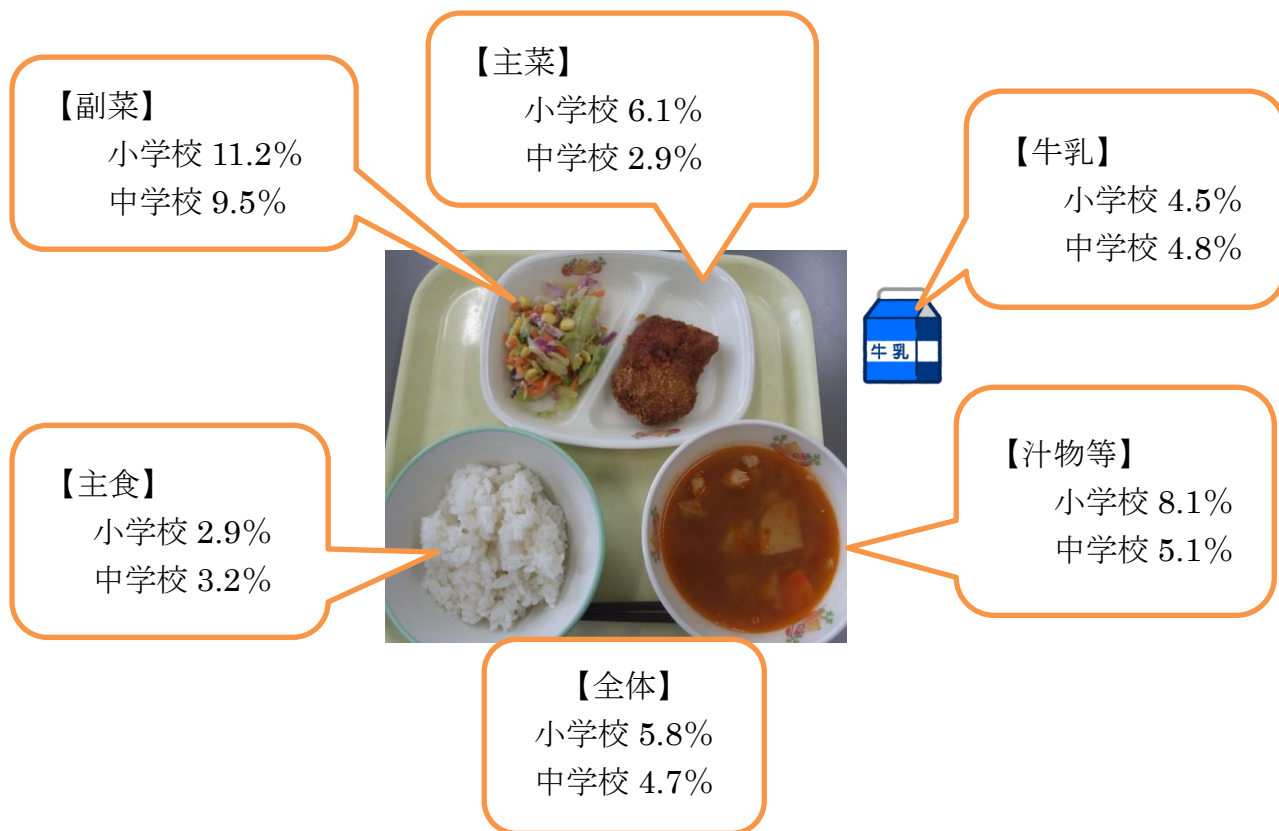 【副菜】
小学校 11.2%
中学校 9.5%
【主菜】
小学校 6.1%
中学校 2.9%
【牛乳】
小学校 4.5%
中学校 4.8%
牛乳
【主食】
小学校 2.9%
中学校 3.2%
【汁物等】
小学校 8.1%
中学校 5.1%
【全体】
小学校 5.8%
中学校 4.7%